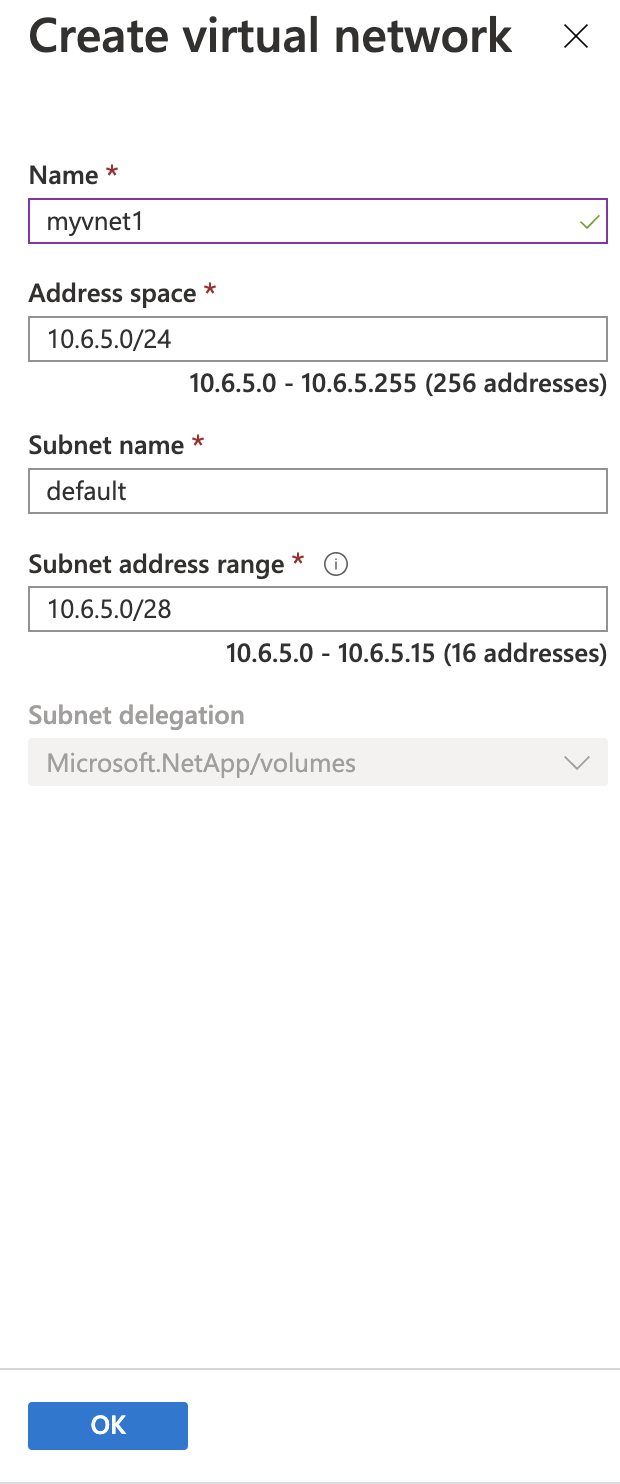 Create virtual network
Name *
myvnet1
Address space *
10.6.5.0/24
10.6.5.0 - 10.6.5.255 (256 addresses)
Subnet name *
default
Subnet address range *
10.6.5.0/28
10.6.5.0 - 10.6.5.15 (16 addresses)
Subnet delegation
Microsoft.NetApp/volumes
OK